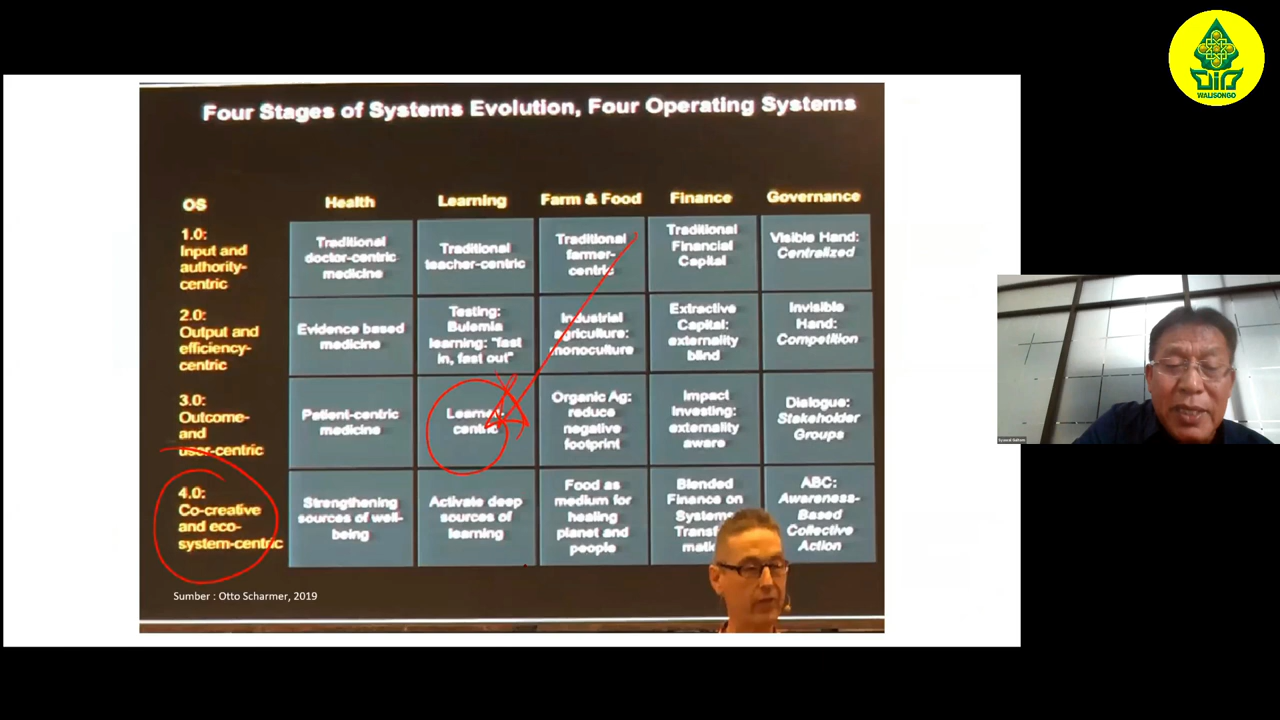 WALISONGO
Four Stages of Systems Evolution, Four Operating Systems
OS
Health
Learning
Farm & Food
Finance
Governance
1.0:
Input and
authority-
centric
Traditional
doctor-centric
medicine
Traditional
teacher-centric
Traditional
farmer-
centric
Traditional
Financial
Capital
Visible Hand:
Centralized
2.0:
Output and
efficiency-
centric
Evidence based
medicine
Testing:
Bulemia
learning: "fast
in, fast out"
Industrial
agriculture:
monoculture
Extractive
Capital:
externality
blind
Invisible
Hand:
Competition
3.0:
Outcome-
and
user-centric
Patient-centric
medicine
Learner-
centric
Organic Ag:
reduce
negative
footprint
Impact
Investing:
externality
aware
Dialogue:
Stakeholder
Groups
4.0:
Co-creative
and eco-
system-centric
Strengthening
sources of well-
being
Activate deep
sources of
learning
Food as
medium for
healing
planet and
people
Blended
Finance on
Systems
ABC:
Awareness-
Based
Collective
Action
Sumber : Otto Scharmer, 2019